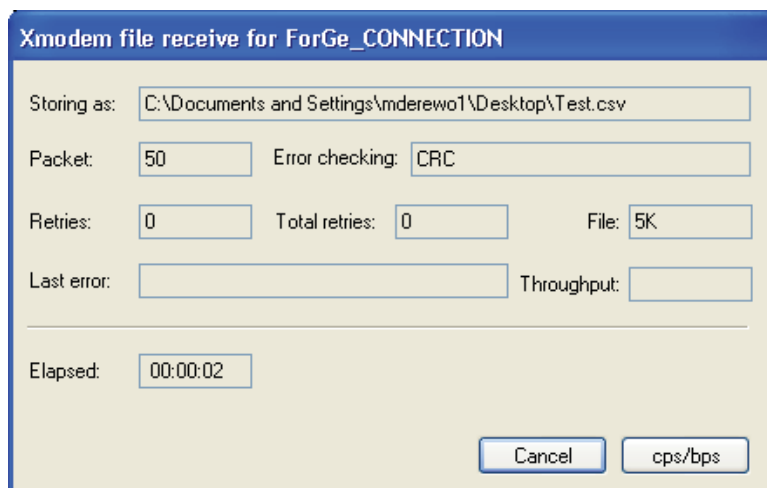 Xmodem file receive for ForGe_CONNECTION
Storing as: C:\Documents and Settings\mderewo1\Desktop\Test.csv
Packet: 50 Error checking: CRC
Retries: 0 Total retries: 0 File: 5K
Last error: Throughput:
Elapsed: 00:00:02
Cancel cps/bps